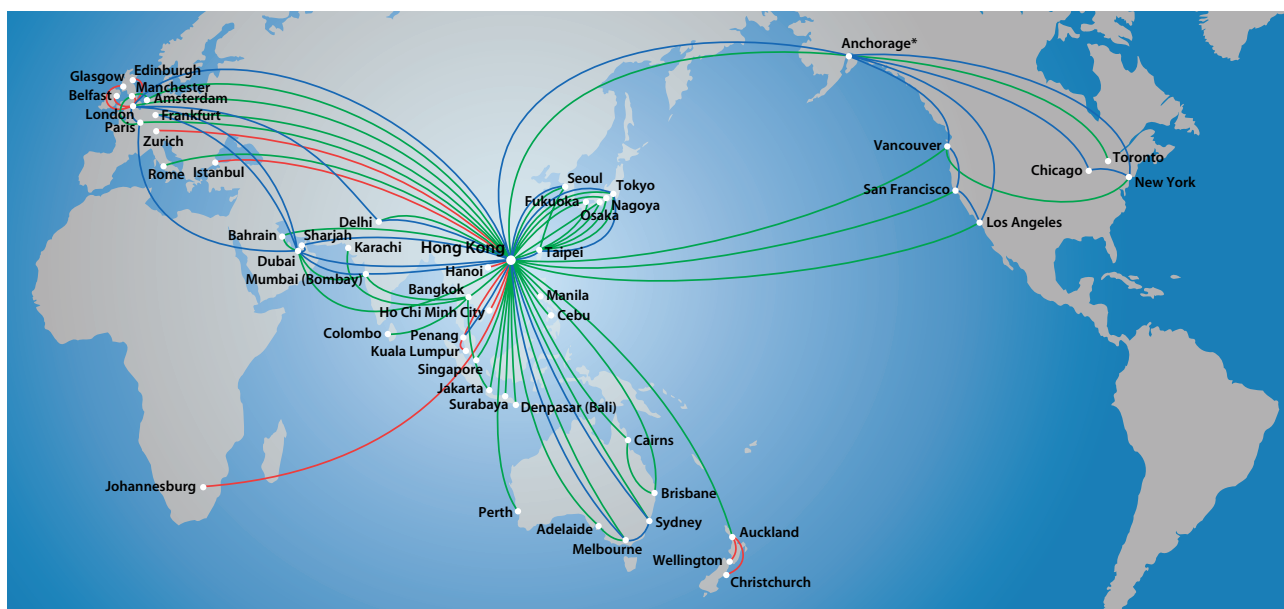 Anchorage*
Glasgow
Edinburgh
Manchester
Belfast
Amsterdam
London
Frankfurt
Paris
Zurich
Rome
Istanbul
Vancouver
Toronto
Chicago
New York
San Francisco
Los Angeles
Seoul
Tokyo
Fukuoka
Nagoya
Osaka
Delhi
Bahrain
Sharjah
Karachi
Hong Kong
Taipei
Dubai
Hanoi
Mumbai (Bombay)
Bangkok
Manila
Ho Chi Minh City
Cebu
Colombo
Penang
Kuala Lumpur
Singapore
Jakarta
Surabaya
Denpasar (Bali)
Cairns
Johannesburg
Brisbane
Perth
Adelaide
Sydney
Melbourne
Auckland
Wellington
Christchurch